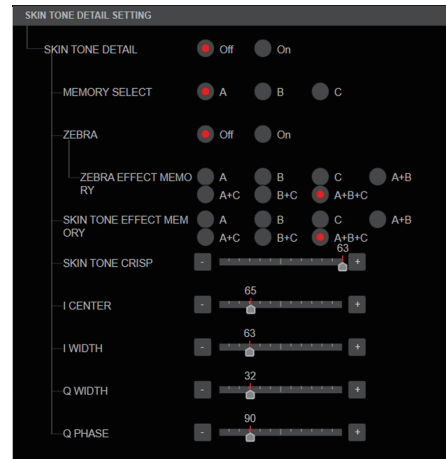 SKIN TONE DETAIL SETTING
SKIN TONE DETAIL Off On
MEMORY SELECT A B C
ZEBRA Off On
ZEBRA EFFECT MEMO A B C A+B
RY A+C B+C A+B+C
SKIN TONE EFFECT MEM A B C A+B
ORY A+C B+C A+B+C
63
SKIN TONE CRISP - +
65
I CENTER - +
63
I WIDTH - +
32
Q WIDTH - +
90
Q PHASE - +